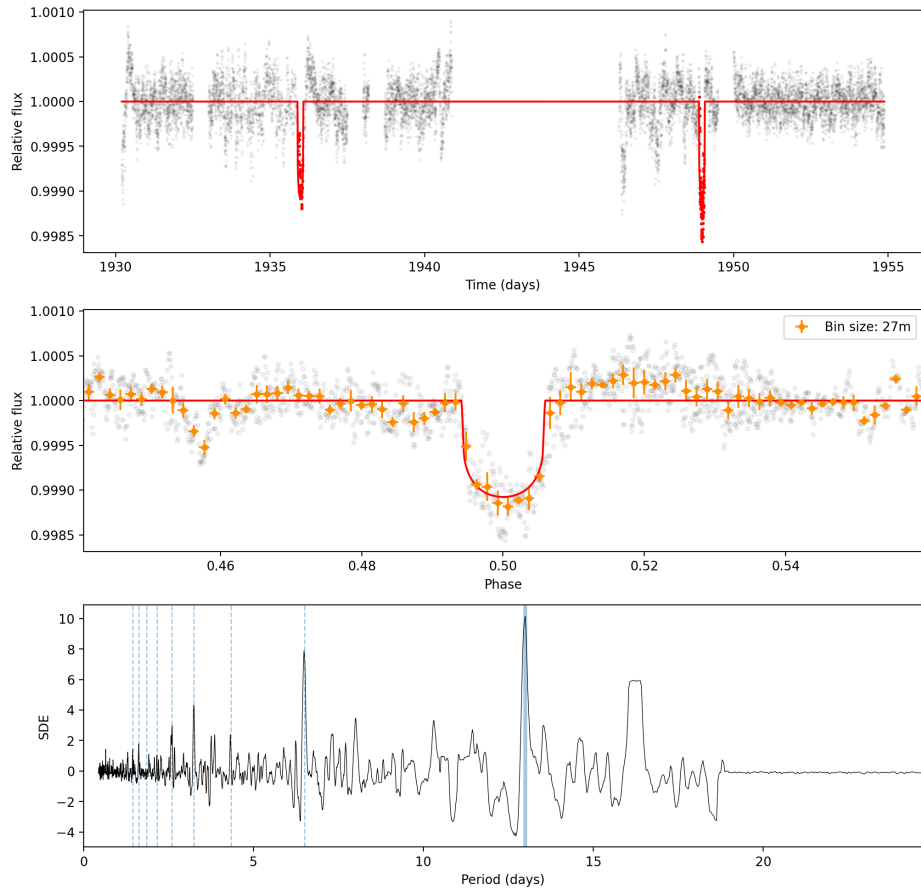 1.0010
1.0005
1.0000
0.9995
0.9990
0.9985
Relative flux
1930 1935 1940 1945 1950 1955
Time (days)
1.0010
1.0005
1.0000
0.9995
0.9990
0.9985
Relative flux
Bin size: 27m
0.46 0.48 0.50 0.52 0.54
Phase
10
8
6
4
2
0
−2
−4
SDE
0 5 10 15 20
Period (days)